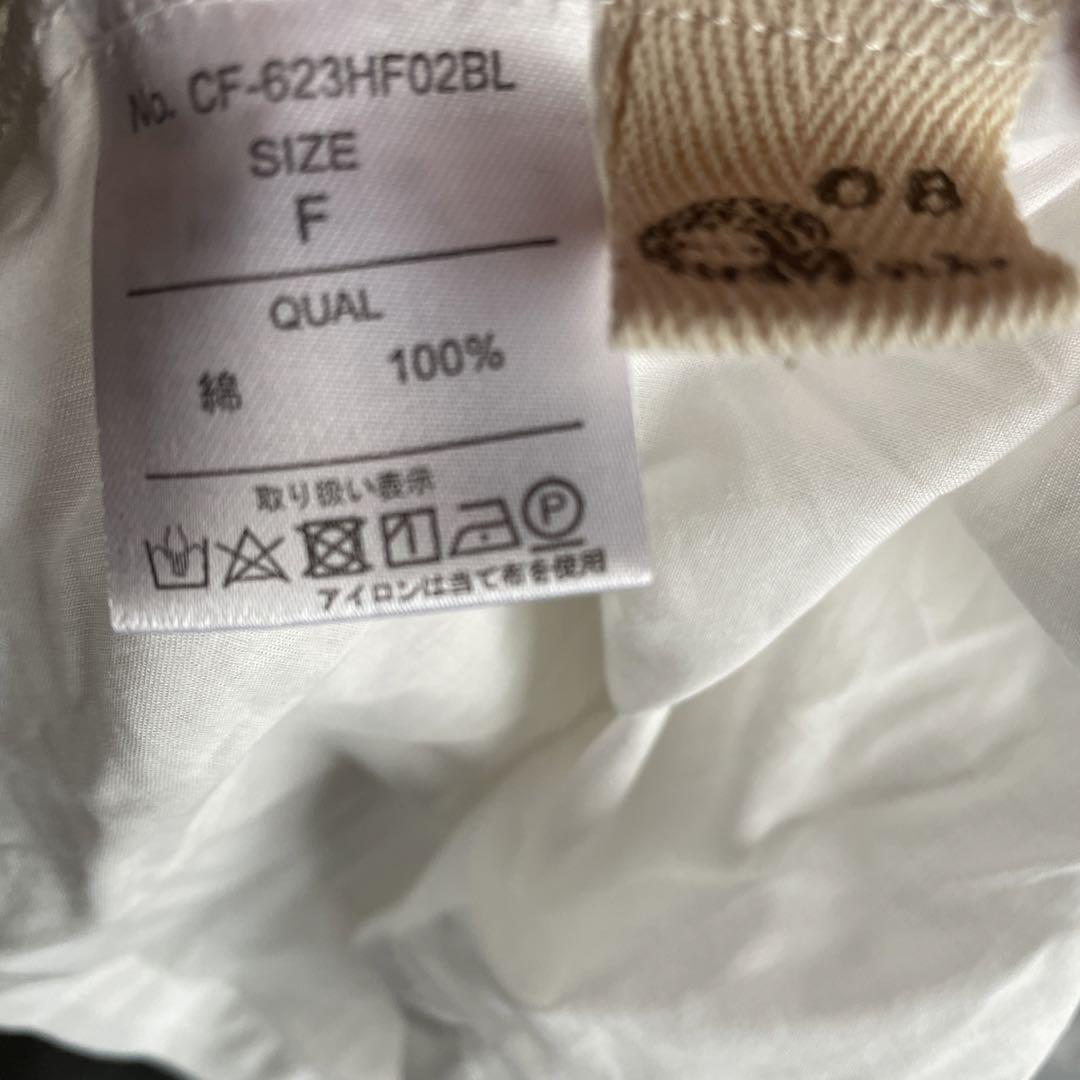 No. CF-623HF02BL
SIZE
F
QUAL
綿 100%
取り扱い表示
P
アイロンは当て布を使用
O B